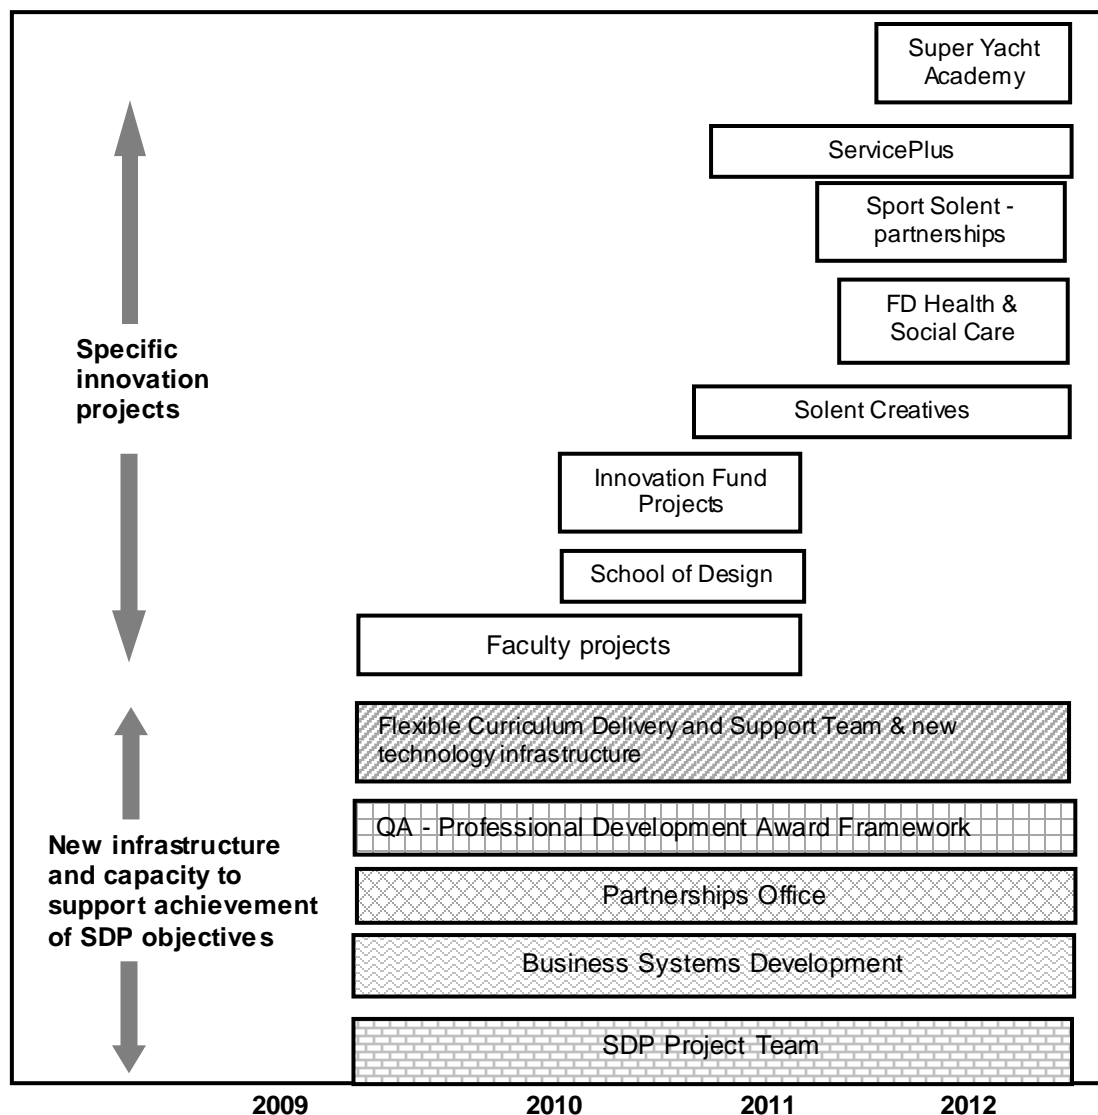 Super Yacht
Academy
ServicePlus
Sport Solent -
partnerships
FD Health &
Social Care
Specific
innovation
projects
Solent Creatives
Innovation Fund
Projects
School of Design
Faculty projects
Flexible Curriculum Delivery and Support Team & new
technology infrastructure
QA - Professional Development Award Framework
New infrastructure
and capacity to
support achievement
of SDP objectives
Partnerships Office
Business Systems Development
SDP Project Team
2009 2010 2011 2012